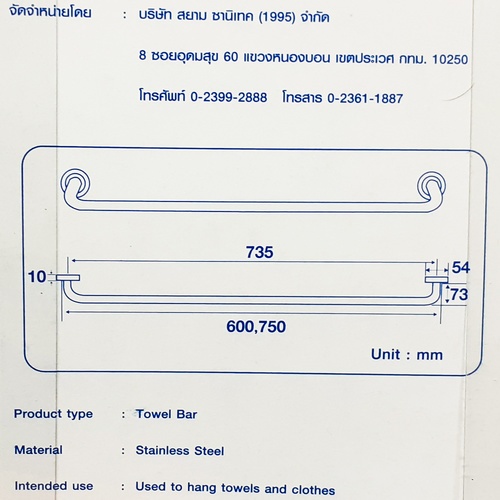 จัดจำหน่ายโดย : บริษัท สยาม ซานิเทค (1995) จำกัด
8 ซอยอุดมสุข 60 แขวงหนองบอน เขตประเวศ กทม. 10250
โทรศัพท์ 0-2399-2888 โทรสาร 0-2361-1887
735
10
54
73
600,750
Unit : mm
Product type : Towel Bar
Material : Stainless Steel
Intended use : Used to hang towels and clothes